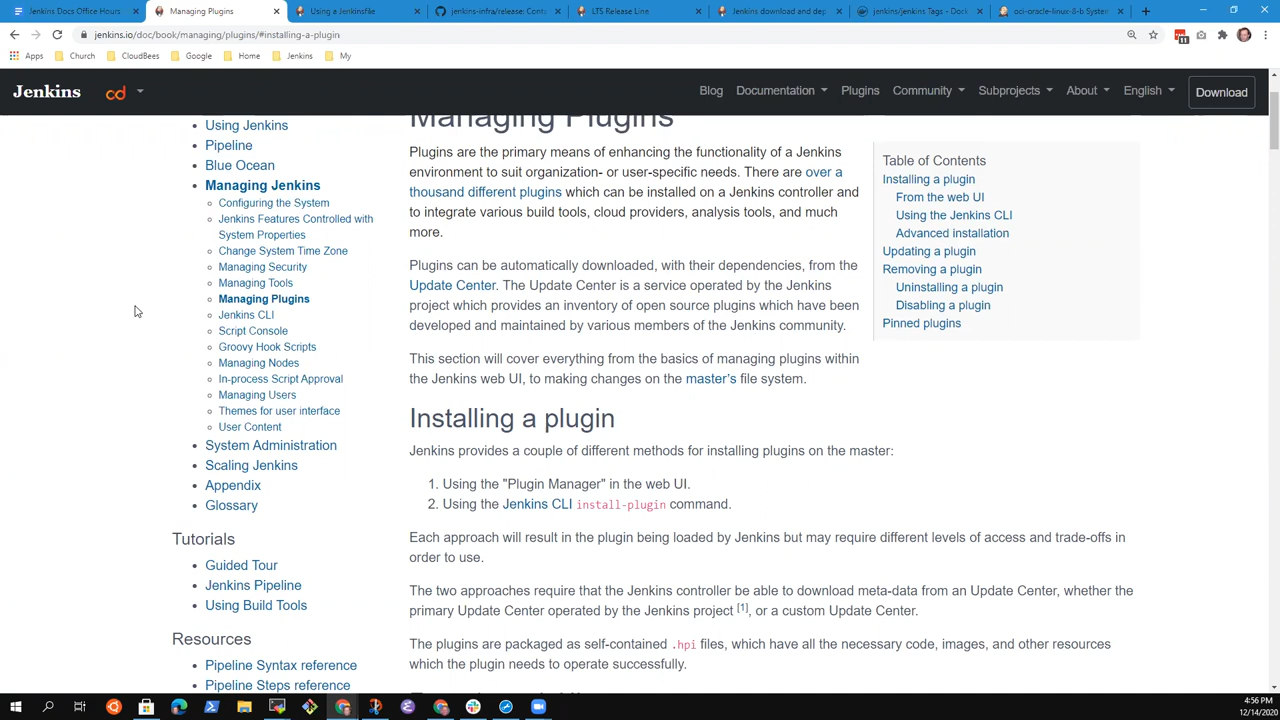 Jenkins Docs Office Hours
Managing Plugins
Using a Jenkinsfile
jenkins-infra/release: Cont
LTS Release Line
Jenkins download and dep
jenkins/jenkins Tags - Dock
oci-oracle-linux-8-b System
jenkins.io/doc/book/managing/plugins/#installing-a-plugin
11
Apps
Church
CloudBees
Google
Home
Jenkins
My
Jenkins
cd
Blog
Documentation
Plugins
Community
Subprojects
About
English
Download
Using Jenkins
Pipeline
Blue Ocean
Managing Jenkins
Configuring the System
Jenkins Features Controlled with
System Properties
Change System Time Zone
Managing Security
Managing Tools
Managing Plugins
Jenkins CLI
Script Console
Groovy Hook Scripts
Managing Nodes
In-process Script Approval
Managing Users
Themes for user interface
User Content
System Administration
Scaling Jenkins
Appendix
Glossary
Tutorials
Guided Tour
Jenkins Pipeline
Using Build Tools
Resources
Pipeline Syntax reference
Pipeline Steps reference
Managing Plugins
Plugins are the primary means of enhancing the functionality of a Jenkins
environment to suit organization- or user-specific needs. There are over a
thousand different plugins which can be installed on a Jenkins controller and
to integrate various build tools, cloud providers, analysis tools, and much
more.
Plugins can be automatically downloaded, with their dependencies, from the
Update Center. The Update Center is a service operated by the Jenkins
project which provides an inventory of open source plugins which have been
developed and maintained by various members of the Jenkins community.
This section will cover everything from the basics of managing plugins within
the Jenkins web UI, to making changes on the master's file system.
Installing a plugin
Jenkins provides a couple of different methods for installing plugins on the master:
1. Using the "Plugin Manager" in the web UI.
2. Using the Jenkins CLI install-plugin command.
Each approach will result in the plugin being loaded by Jenkins but may require different levels of access and trade-offs in
order to use.
The two approaches require that the Jenkins controller be able to download meta-data from an Update Center, whether the
primary Update Center operated by the Jenkins project [1], or a custom Update Center.
The plugins are packaged as self-contained .hpi files, which have all the necessary code, images, and other resources
which the plugin needs to operate successfully.
Table of Contents
Installing a plugin
From the web UI
Using the Jenkins CLI
Advanced installation
Updating a plugin
Removing a plugin
Uninstalling a plugin
Disabling a plugin
Pinned plugins
4:56 PM
12/14/2020